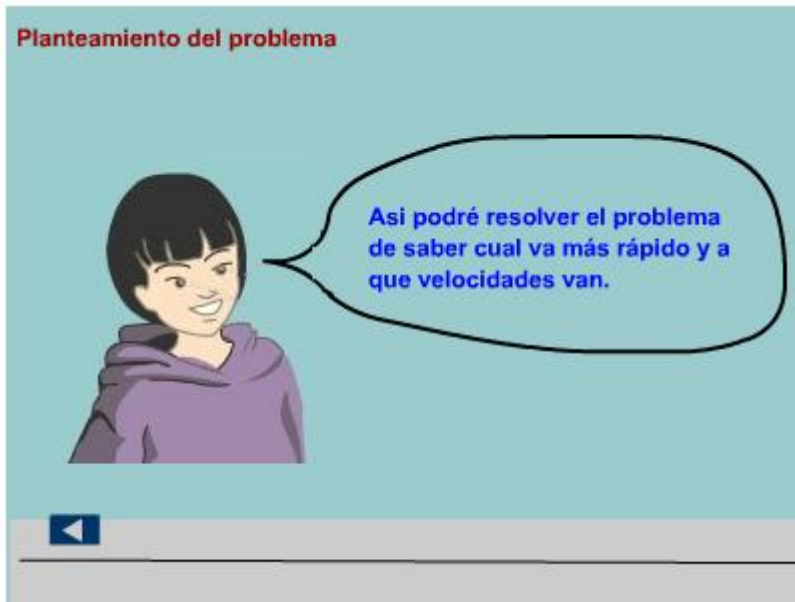 Planteamiento del problema
Asi podré resolver el problema
de saber cual va más rápido y a
que velocidades van.